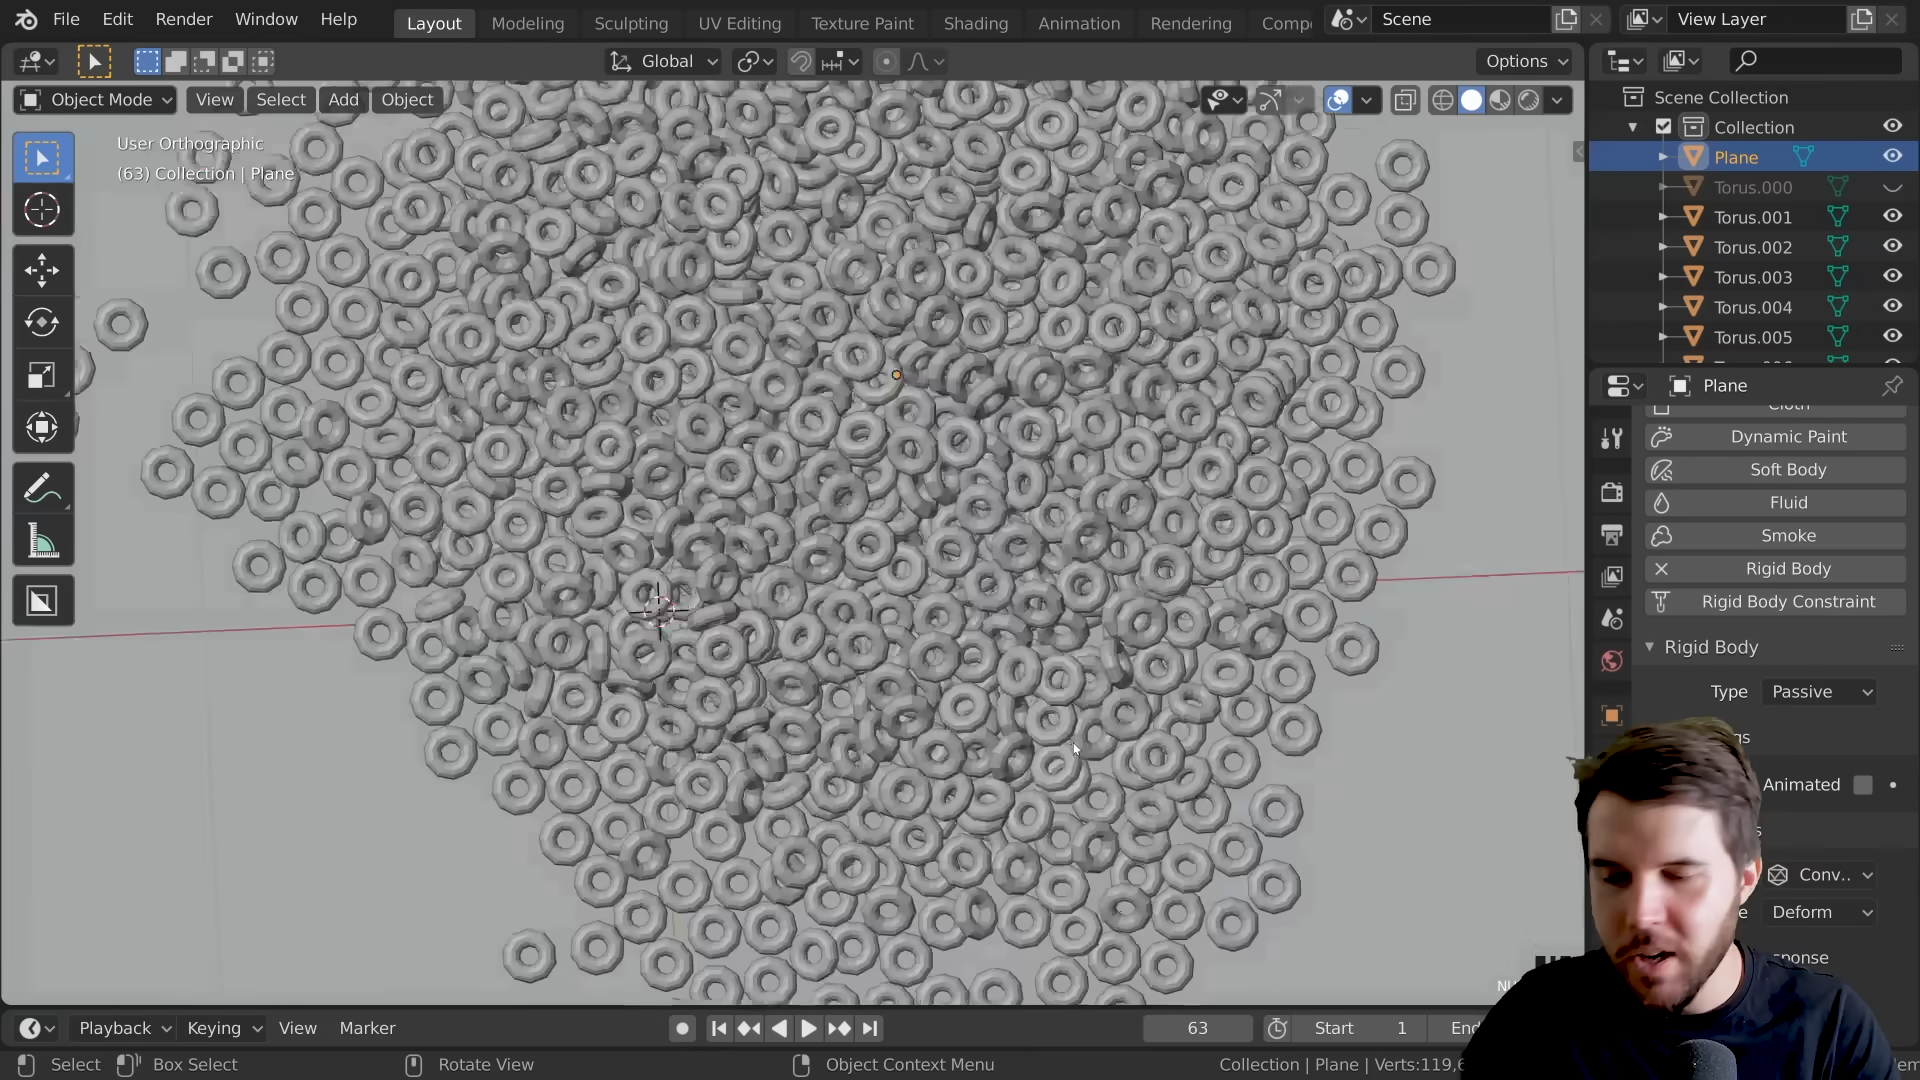 File Edit Render Window Help Layout Modeling Sculpting UV Editing Texture Paint Shading Animation Rendering Scene View Layer
Global Options
Object Mode View Select Add Object
User Orthographic
(63) Collection | Plane
Scene Collection
Collection
Plane
Torus.000
Torus.001
Torus.002
Torus.003
Torus.004
Torus.005
Plane
Cloth
Dynamic Paint
Soft Body
Fluid
Smoke
Rigid Body
Rigid Body Constraint
Rigid Body
Type Passive
Animated
Conv..
Deform
Playback Keying View Marker 63 Start 1 End
Select Box Select Rotate View Object Context Menu Collection | Plane | Verts:119,6